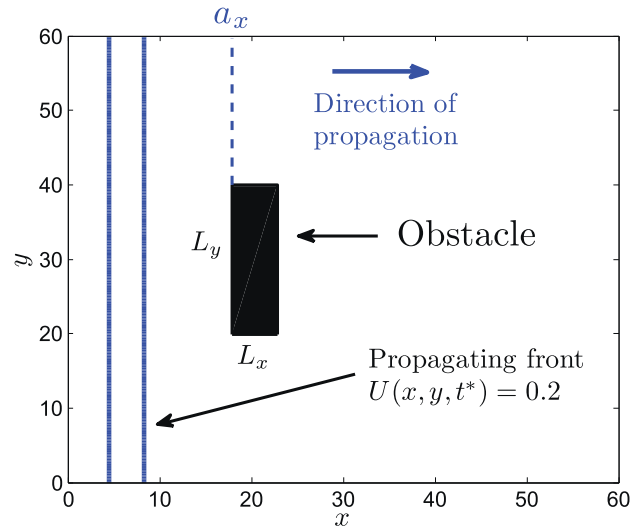 a_x
60
50
40
30
20
10
0
y
Direction of
propagation
L_y
Obstacle
L_x
Propagating front
U(x, y, t*) = 0.2
0 10 20 30 40 50 60
x